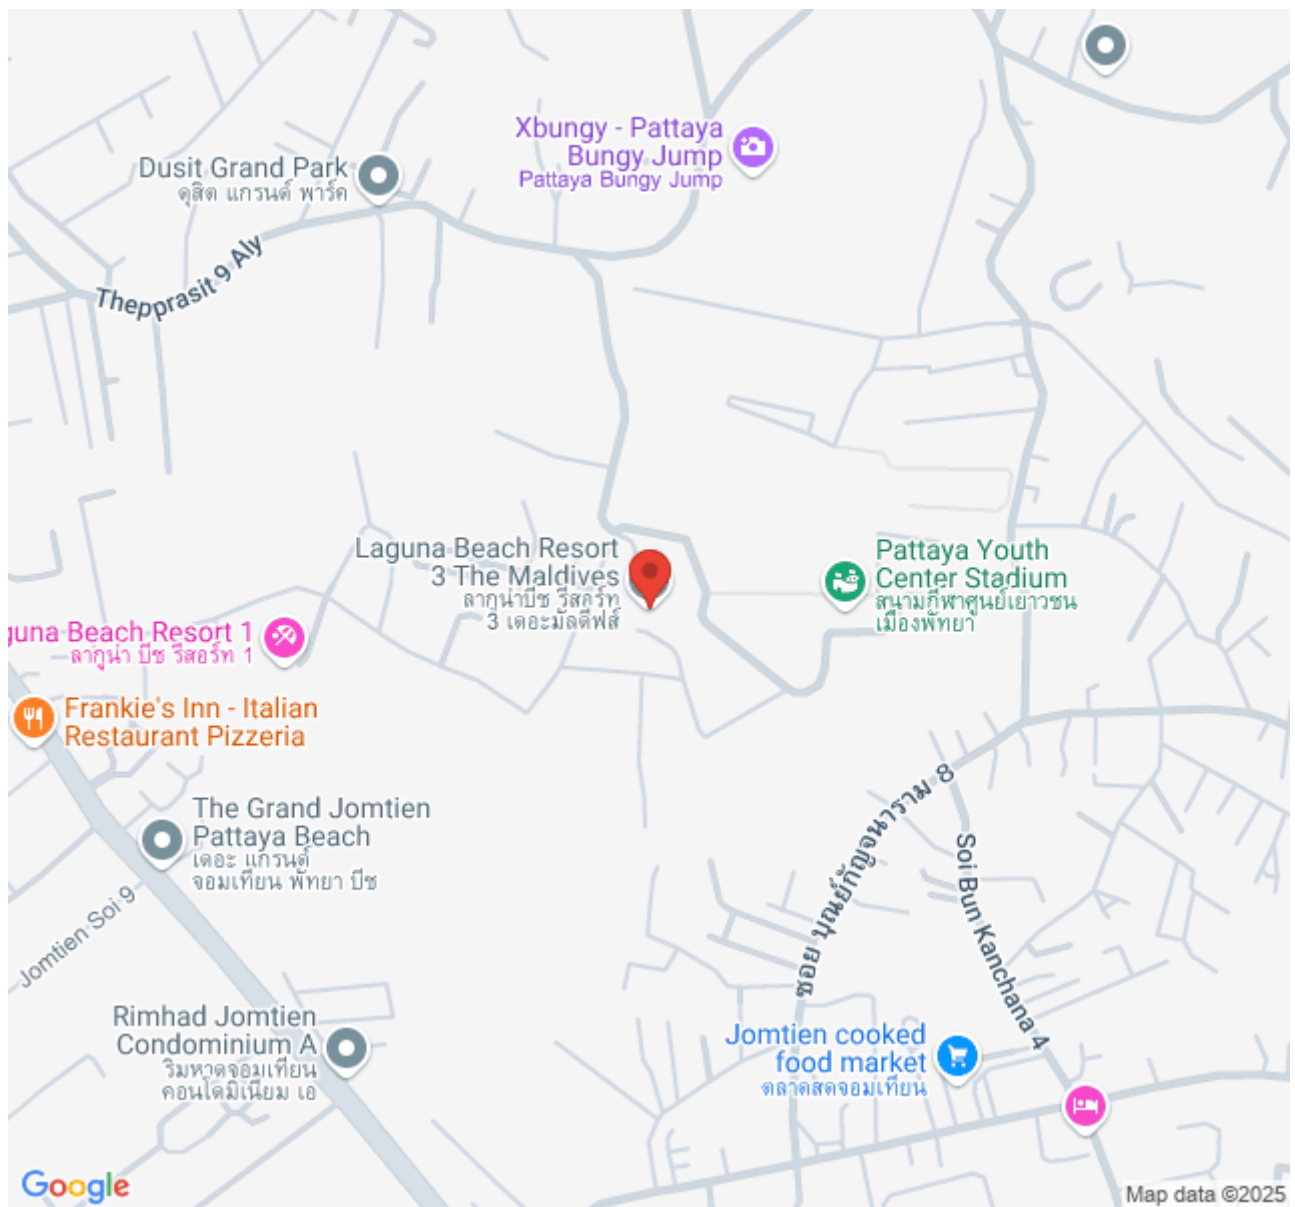 Xbungy - Pattaya
Bungy Jump
Pattaya Bungy Jump
Dusit Grand Park
ดุสิต แกรนด์ พาร์ค
Thepprasit 9 Aly
Laguna Beach Resort
3 The Maldives
ลากูน่าบีช รีสอร์ท
3 เดอะมัลดีฟส์
Pattaya Youth
Center Stadium
สนามกีฬาศูนย์เยาวชน
เมืองพัทยา
guna Beach Resort 1
ลากูน่า บีช รีสอร์ท 1
Frankie's Inn - Italian
Restaurant Pizzeria
The Grand Jomtien
Pattaya Beach
เดอะ แกรนด์
จอมเทียน พัทยา บีช
ซอย บุณย์กัญจนาราม 8
Soi Bun Kanchana 4
Jomtien Soi 9
Rimhad Jomtien
Condominium A
ริมหาดจอมเทียน
คอนโดมิเนียม เอ
Jomtien cooked
food market
ตลาดสดจอมเทียน
Google
Map data ©2025